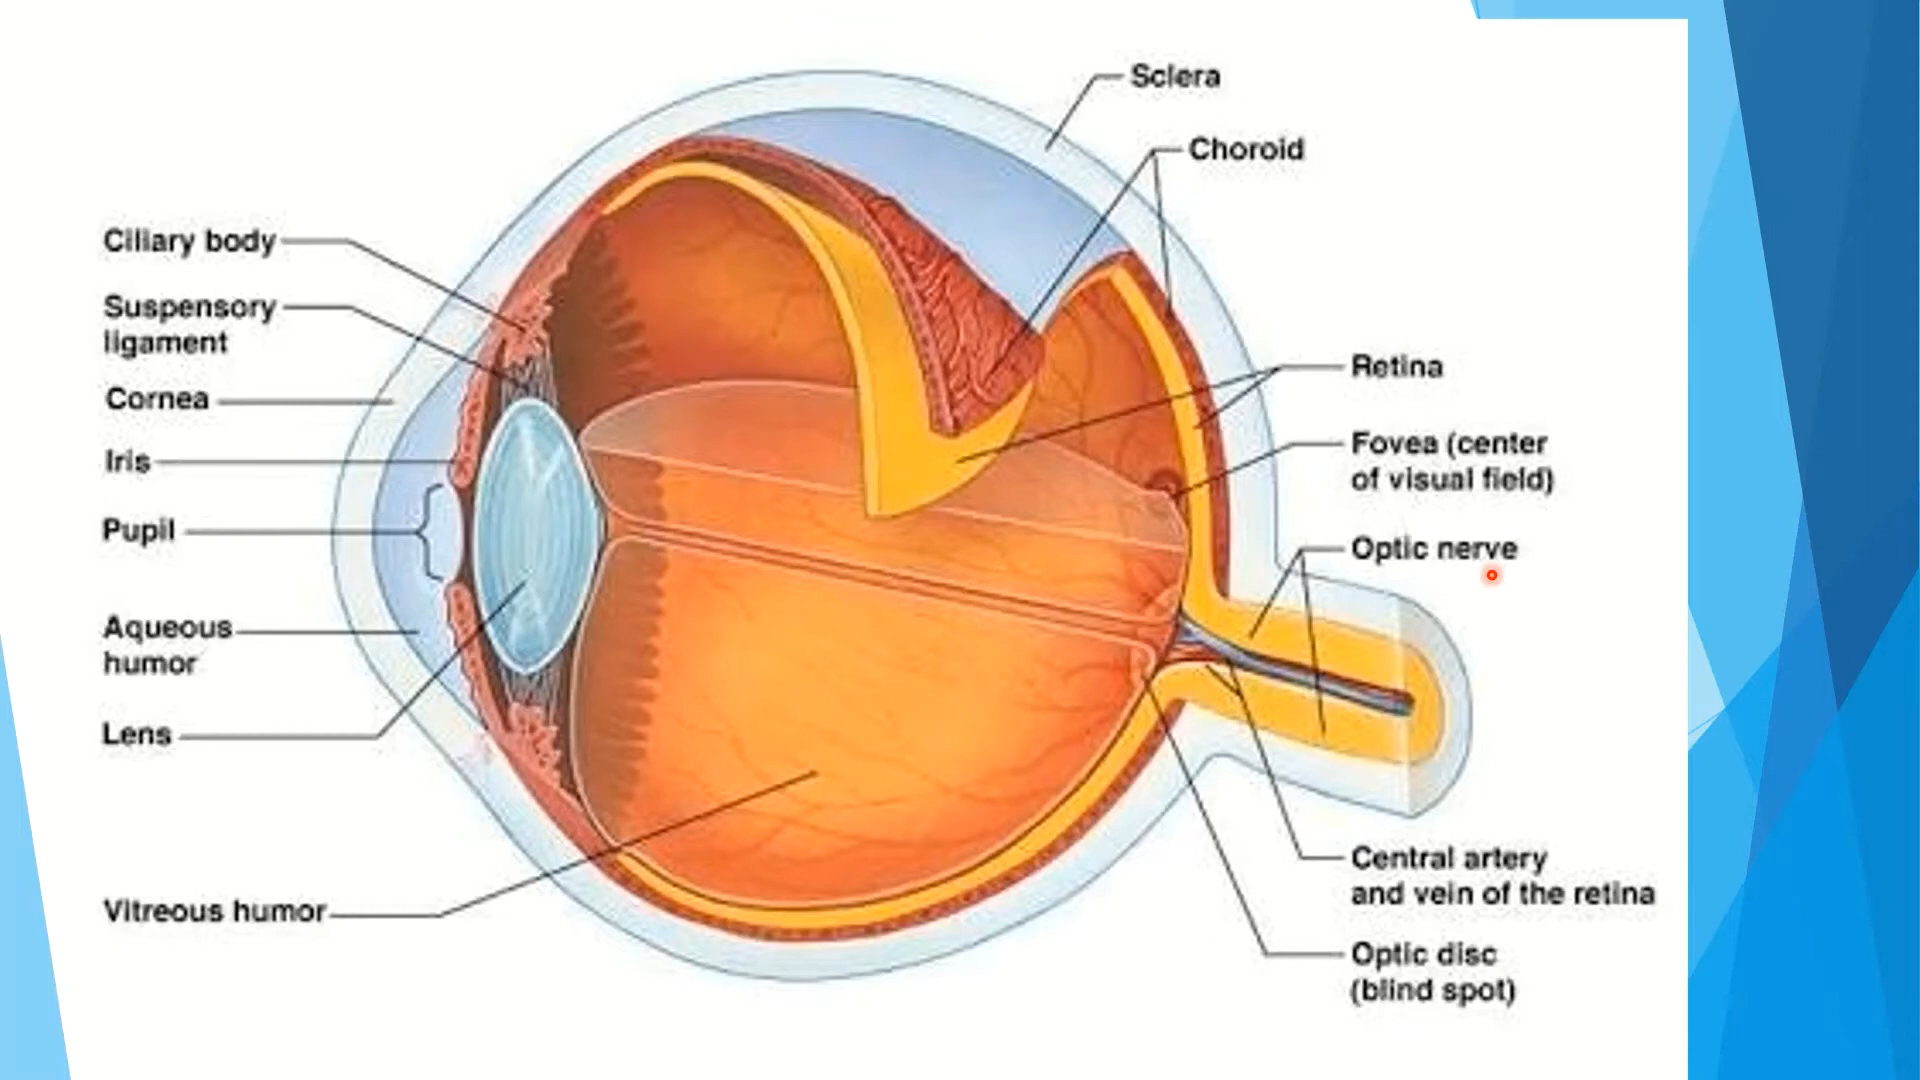 Sclera
Choroid
Ciliary body
Suspensory
ligament
Cornea
Iris
Pupil
Aqueous
humor
Lens
Vitreous humor
Retina
Fovea (center
of visual field)
Optic nerve
Central artery
and vein of the retina
Optic disc
(blind spot)